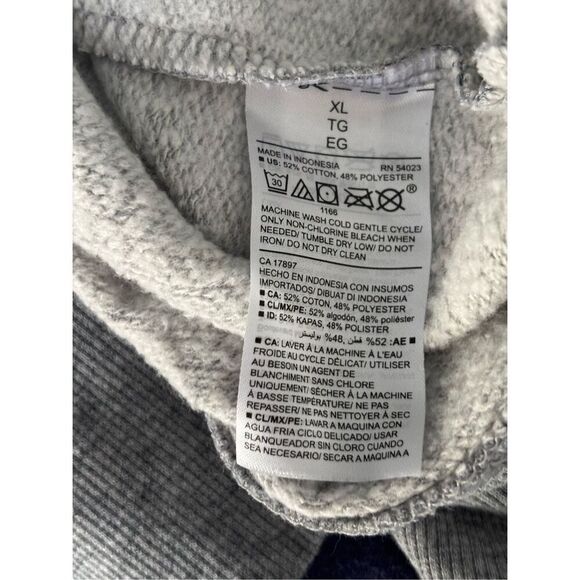 XL
TG
EG
MADE IN INDONESIA RN 54023
■ US: 52% COTTON, 48% POLYESTER
30 ®
1166
MACHINE WASH COLD GENTLE CYCLE/
ONLY NON-CHLORINE BLEACH WHEN
NEEDED/ TUMBLE DRY LOW/ DO NOT
IRON/ DO NOT DRY CLEAN
CA 17897
HECHO EN INDONESIA CON INSUMOS
IMPORTADOS/ DIBUAT DI INDONESIA
■ CA: 52% COTON, 48% POLYESTER
■ CL/MX/PE: 52% algodón, 48% poliéster
■ ID: 52% KAPAS, 48% POLISTER
■ AE: 52% قطن, 48% بوليستر
■ CA: LAVER À LA MACHINE À L'EAU
FROIDE AU CYCLE DÉLICAT/ UTILISER
AU BESOIN UN AGENT DE
BLANCHIMENT SANS CHLORE
UNIQUEMENT/ SÉCHER À LA MACHINE
À BASSE TEMPÉRATURE/ NE PAS
REPASSER/ NE PAS NETTOYER À SEC
■ CL/MX/PE: LAVAR A MAQUINA CON
AGUA FRIA CICLO DELICADO/ USAR
BLANQUEADOR SIN CLORO CUANDO
SEA NECESARIO/ SECAR A MAQUINA A